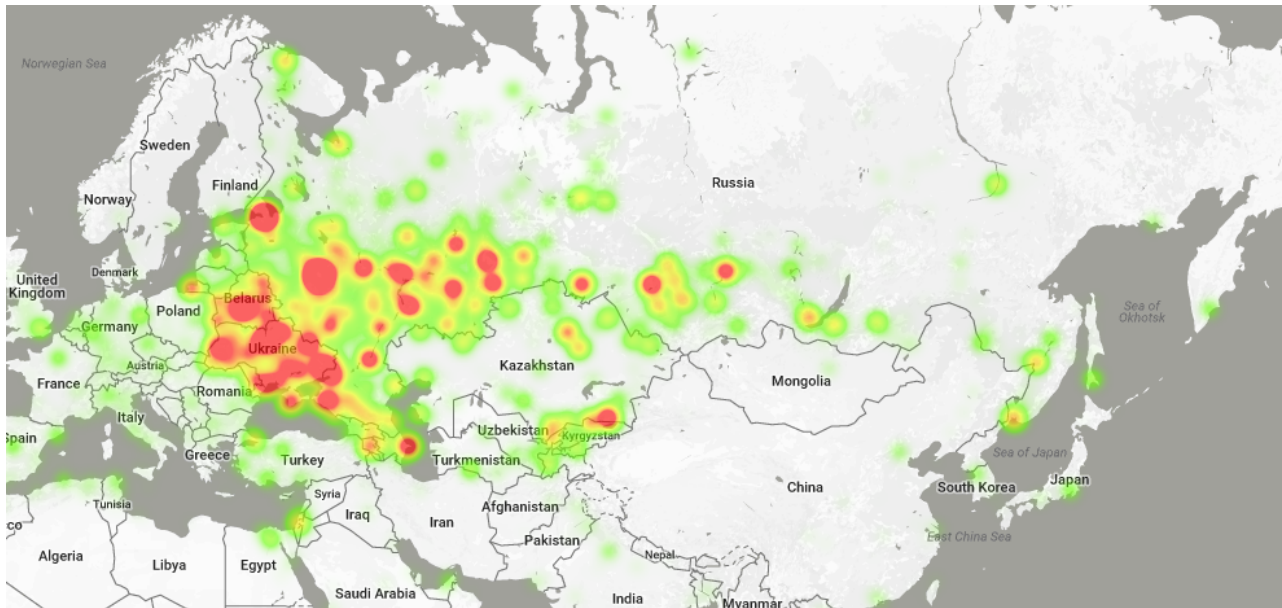 Norwegian Sea
Sweden
Finland
Norway
Russia
Denmark
United
Kingdom
Belarus
Poland
Germany
Sea of
Okhotsk
Ukraine
Austria
Kazakhstan
France
Mongolia
Romania
Italy
Uzbekistan
Kyrgyzstan
Spain
Greece
Turkey
Turkmenistan
Sea of Japan
Japan
South Korea
China
Syria
Tunisia
Afghanistan
Iraq
Iran
co
East China Sea
Pakistan
Algeria
Libya
Egypt
Nepal
Saudi Arabia
India
Myanmar